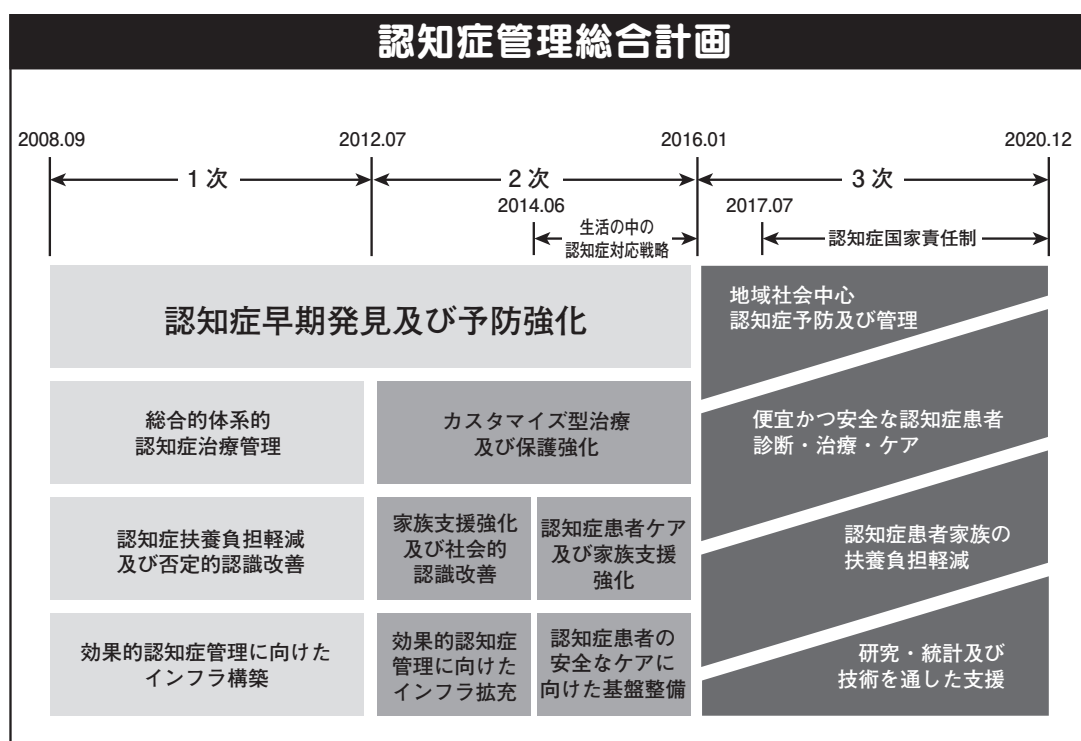 認知症管理総合計画
2008.09
2012.07
2016.01
2020.12
1 次
2 次
3 次
2014.06
2017.07
生活の中の
認知症対応戦略
認知症国家責任制
認知症早期発見及び予防強化
地域社会中心
認知症予防及び管理
総合的体系的
認知症治療管理
カスタマイズ型治療
及び保護強化
便宜かつ安全な認知症患者
診断・治療・ケア
認知症扶養負担軽減
及び否定的認識改善
家族支援強化
及び社会的
認識改善
認知症患者ケア
及び家族支援
強化
認知症患者家族の
扶養負担軽減
効果的認知症管理に向けた
インフラ構築
効果的認知症
管理に向けた
インフラ拡充
認知症患者の
安全なケアに
向けた基盤整備
研究・統計及び
技術を通した支援